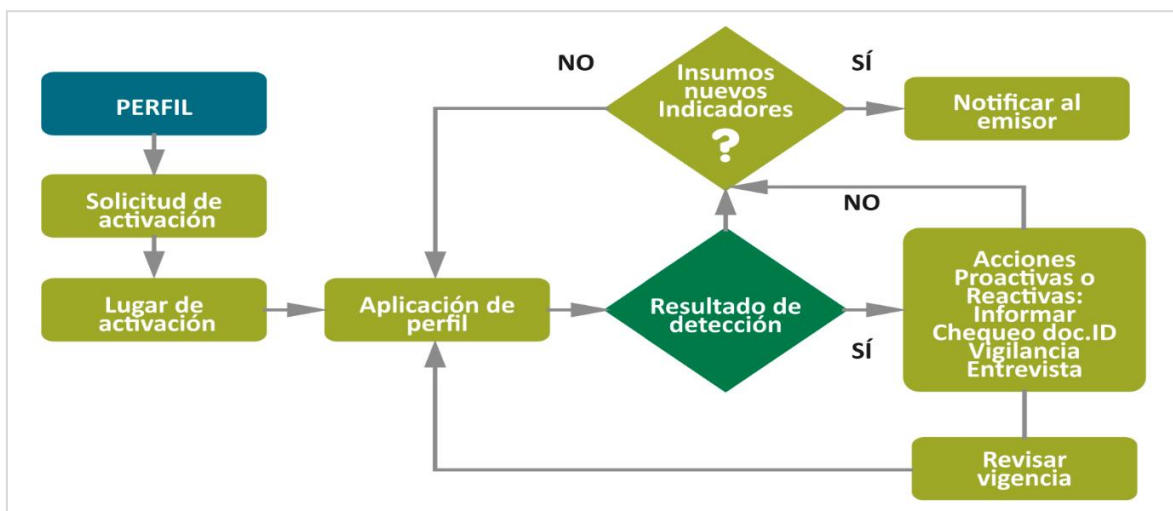 PERFIL
Solicitud de
activación
Lugar de
activación
Aplicación de
perfil
Resultado de
detección
NO
SÍ
Insumos
nuevos
Indicadores
?
NO
SÍ
Notificar al
emisor
Acciones
Proactivas o
Reactivas:
Informar
Chequeo doc.ID
Vigilancia
Entrevista
Revisar
vigencia